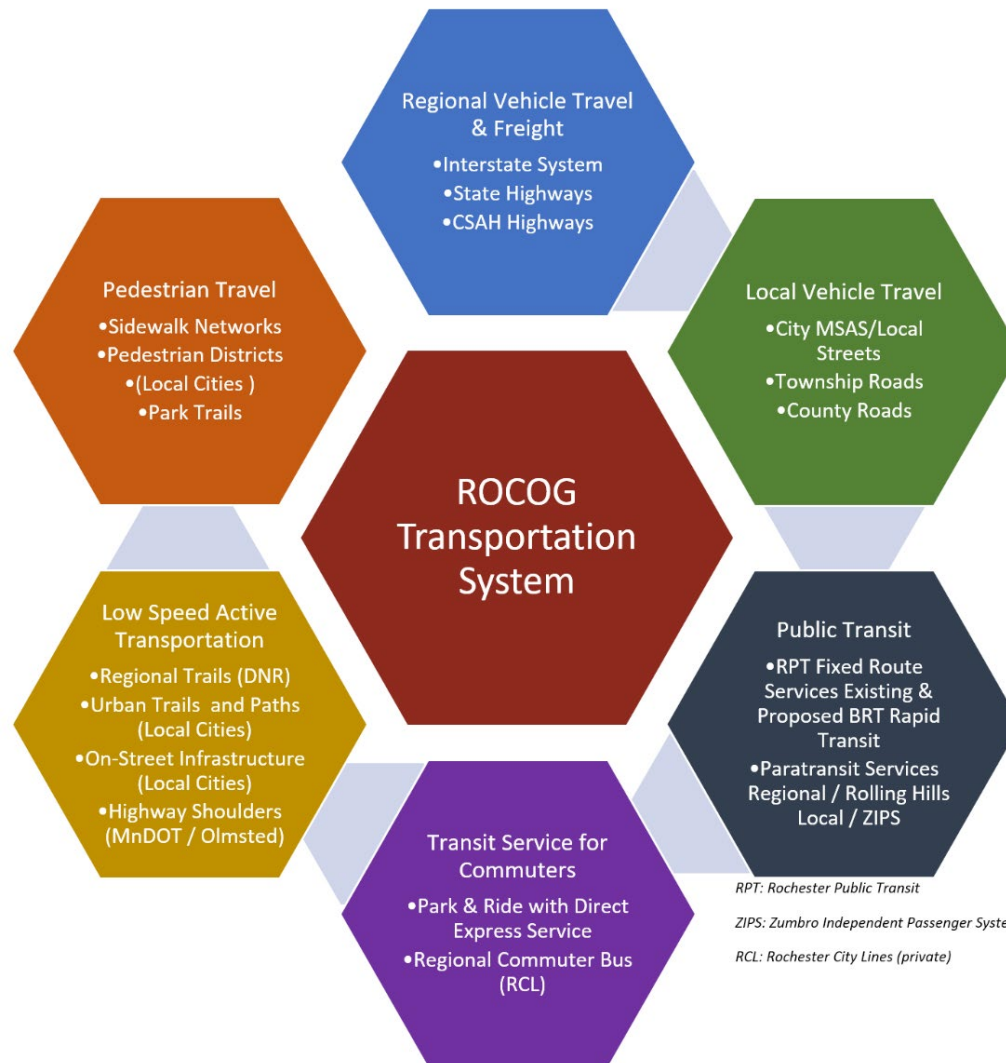 Regional Vehicle Travel
& Freight
•Interstate System
•State Highways
•CSAH Highways
Local Vehicle Travel
•City MSAS/Local
Streets
•Township Roads
•County Roads
Public Transit
•RPT Fixed Route
Services Existing &
Proposed BRT Rapid
Transit
•Paratransit Services
Regional / Rolling Hills
Local / ZIPS
Transit Service for
Commuters
•Park & Ride with Direct
Express Service
•Regional Commuter Bus
(RCL)
Low Speed Active
Transportation
•Regional Trails (DNR)
•Urban Trails and Paths
(Local Cities)
•On-Street Infrastructure
(Local Cities)
•Highway Shoulders
(MnDOT / Olmsted)
Pedestrian Travel
•Sidewalk Networks
•Pedestrian Districts
•(Local Cities )
•Park Trails
ROCOG
Transportation
System
RPT: Rochester Public Transit
ZIPS: Zumbro Independent Passenger Syste
RCL: Rochester City Lines (private)